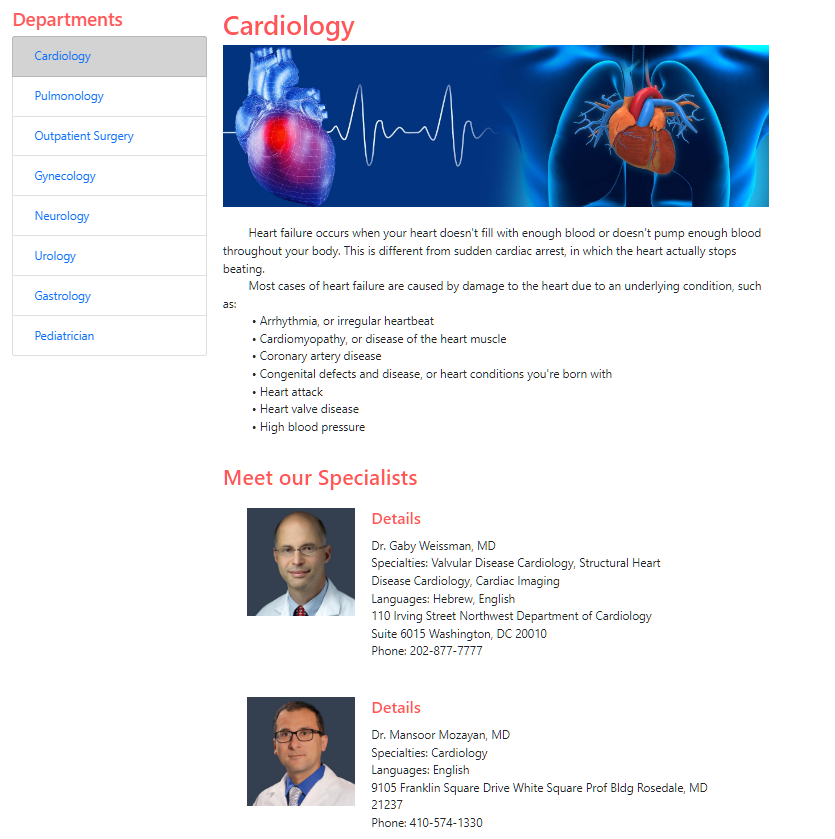 Departments
Cardiology
Pulmonology
Outpatient Surgery
Gynecology
Neurology
Urology
Gastrology
Pediatrician
Cardiology
Heart failure occurs when your heart doesn't fill with enough blood or doesn't pump enough blood
throughout your body. This is different from sudden cardiac arrest, in which the heart actually stops
beating.
Most cases of heart failure are caused by damage to the heart due to an underlying condition, such
as:
• Arrhythmia, or irregular heartbeat
• Cardiomyopathy, or disease of the heart muscle
• Coronary artery disease
• Congenital defects and disease, or heart conditions you're born with
• Heart attack
• Heart valve disease
• High blood pressure
Meet our Specialists
Details
Dr. Gaby Weissman, MD
Specialties: Valvular Disease Cardiology, Structural Heart
Disease Cardiology, Cardiac Imaging
Languages: Hebrew, English
110 Irving Street Northwest Department of Cardiology
Suite 6015 Washington, DC 20010
Phone: 202-877-7777
Details
Dr. Mansoor Mozayan, MD
Specialties: Cardiology
Languages: English
9105 Franklin Square Drive White Square Prof Bldg Rosedale, MD
21237
Phone: 410-574-1330